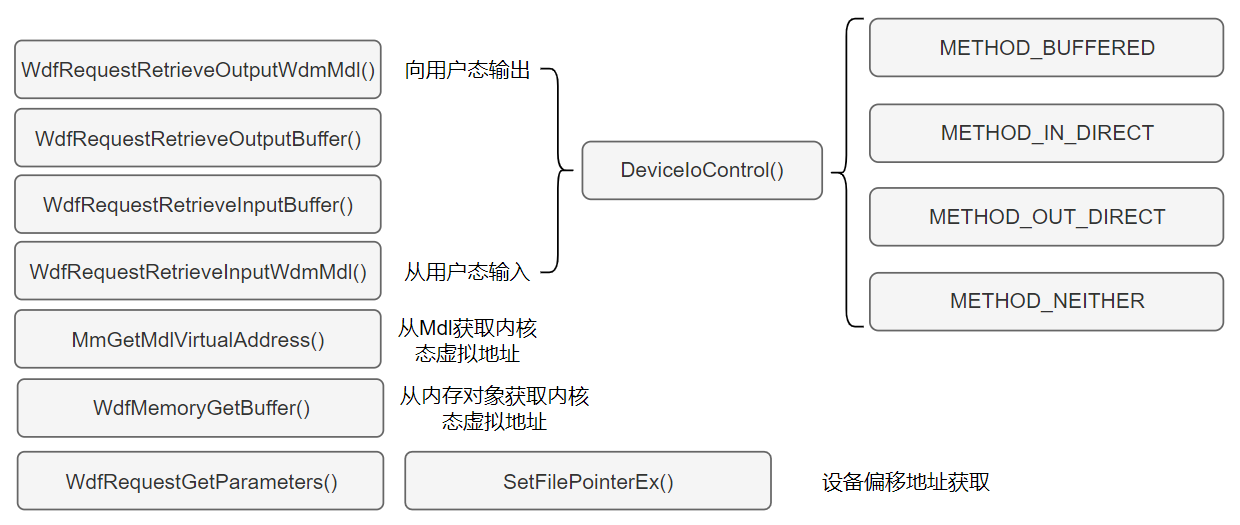 WdfRequestRetrieveOutputWdmMdl()
向用户态输出
WdfRequestRetrieveOutputBuffer()
WdfRequestRetrieveInputBuffer()
WdfRequestRetrieveInputWdmMdl()
从用户态输入
DeviceIoControl()
METHOD_BUFFERED
METHOD_IN_DIRECT
METHOD_OUT_DIRECT
METHOD_NEITHER
MmGetMdlVirtualAddress()
从Mdl获取内核
态虚拟地址
WdfMemoryGetBuffer()
从内存对象获取内核
态虚拟地址
WdfRequestGetParameters()
SetFilePointerEx()
设备偏移地址获取